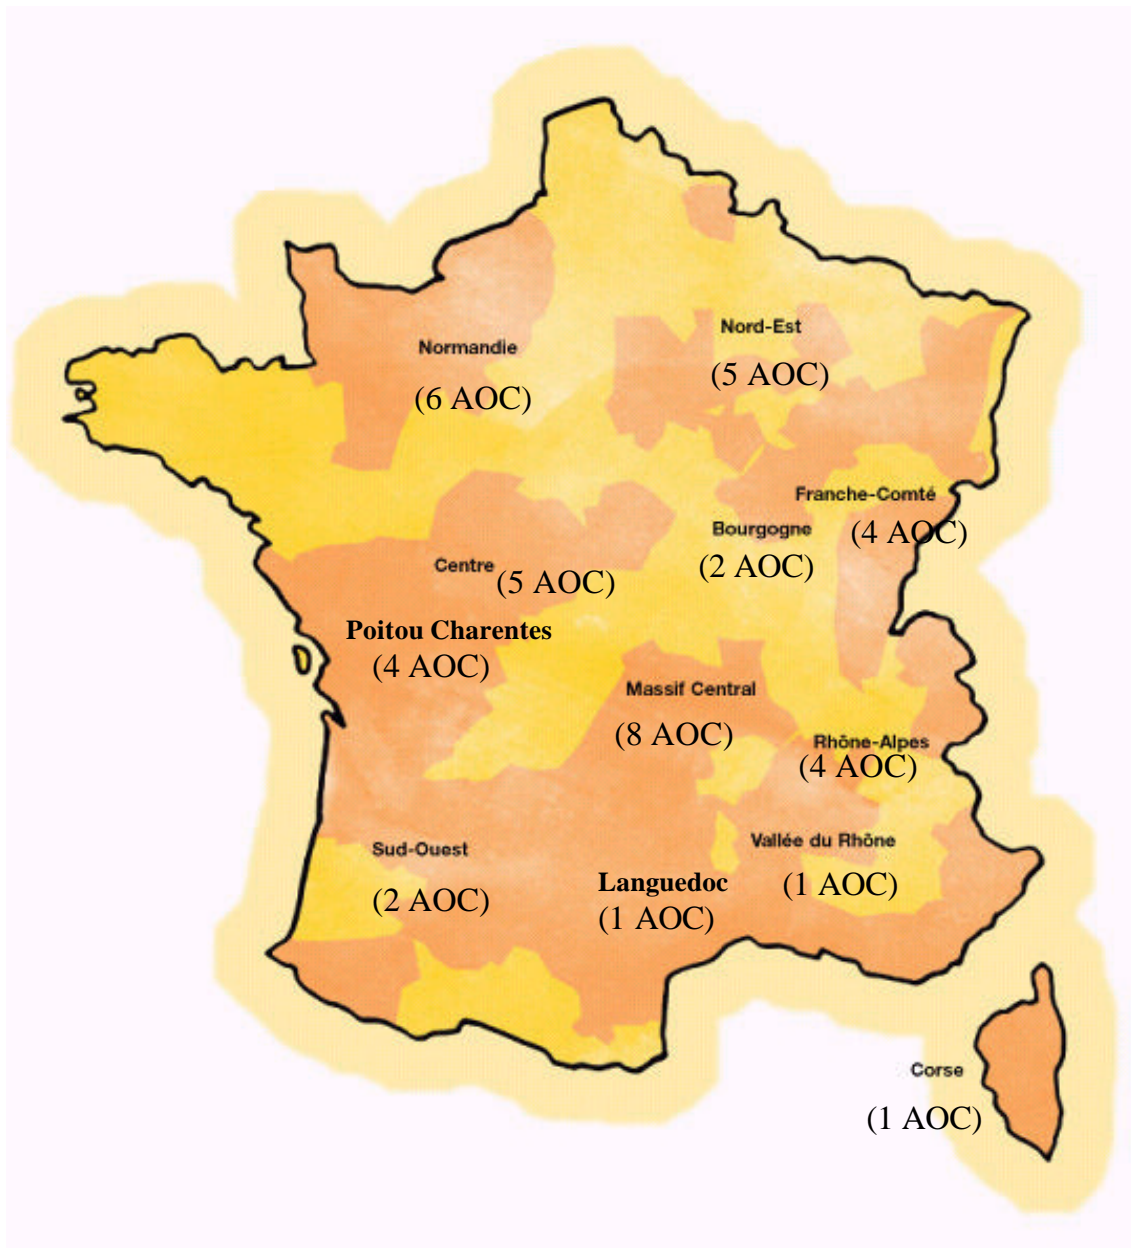 Nord-Est
(5 AOC)
Normandie
(6 AOC)
Franche-Comté
(4 AOC)
Bourgogne
(2 AOC)
Centre (5 AOC)
Poitou Charentes
(4 AOC)
Massif Central
(8 AOC)
Rhône-Alpes
(4 AOC)
Vallée du Rhône
(1 AOC)
Sud-Ouest
(2 AOC)
Languedoc
(1 AOC)
Corse
(1 AOC)